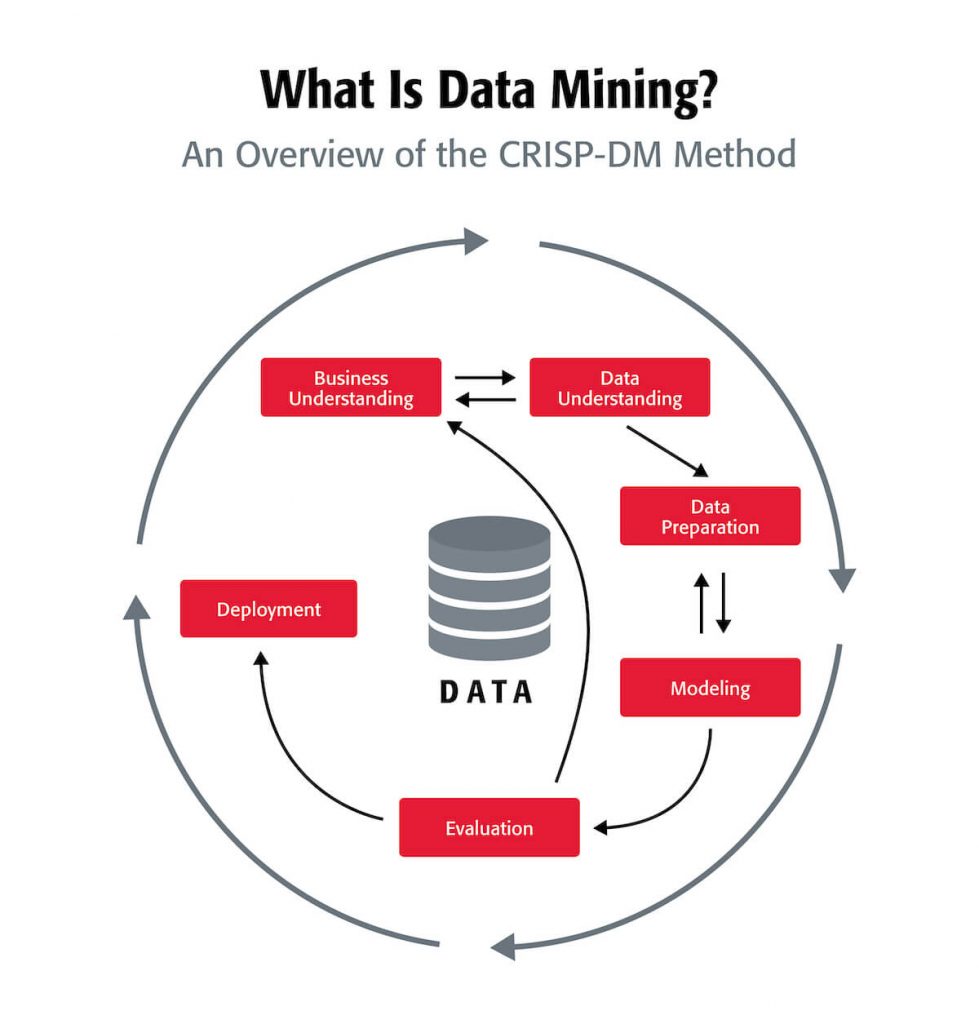 What Is Data Mining?
An Overview of the CRISP-DM Method
Business
Understanding
Data
Understanding
Data
Preparation
Deployment
DATA
Modeling
Evaluation